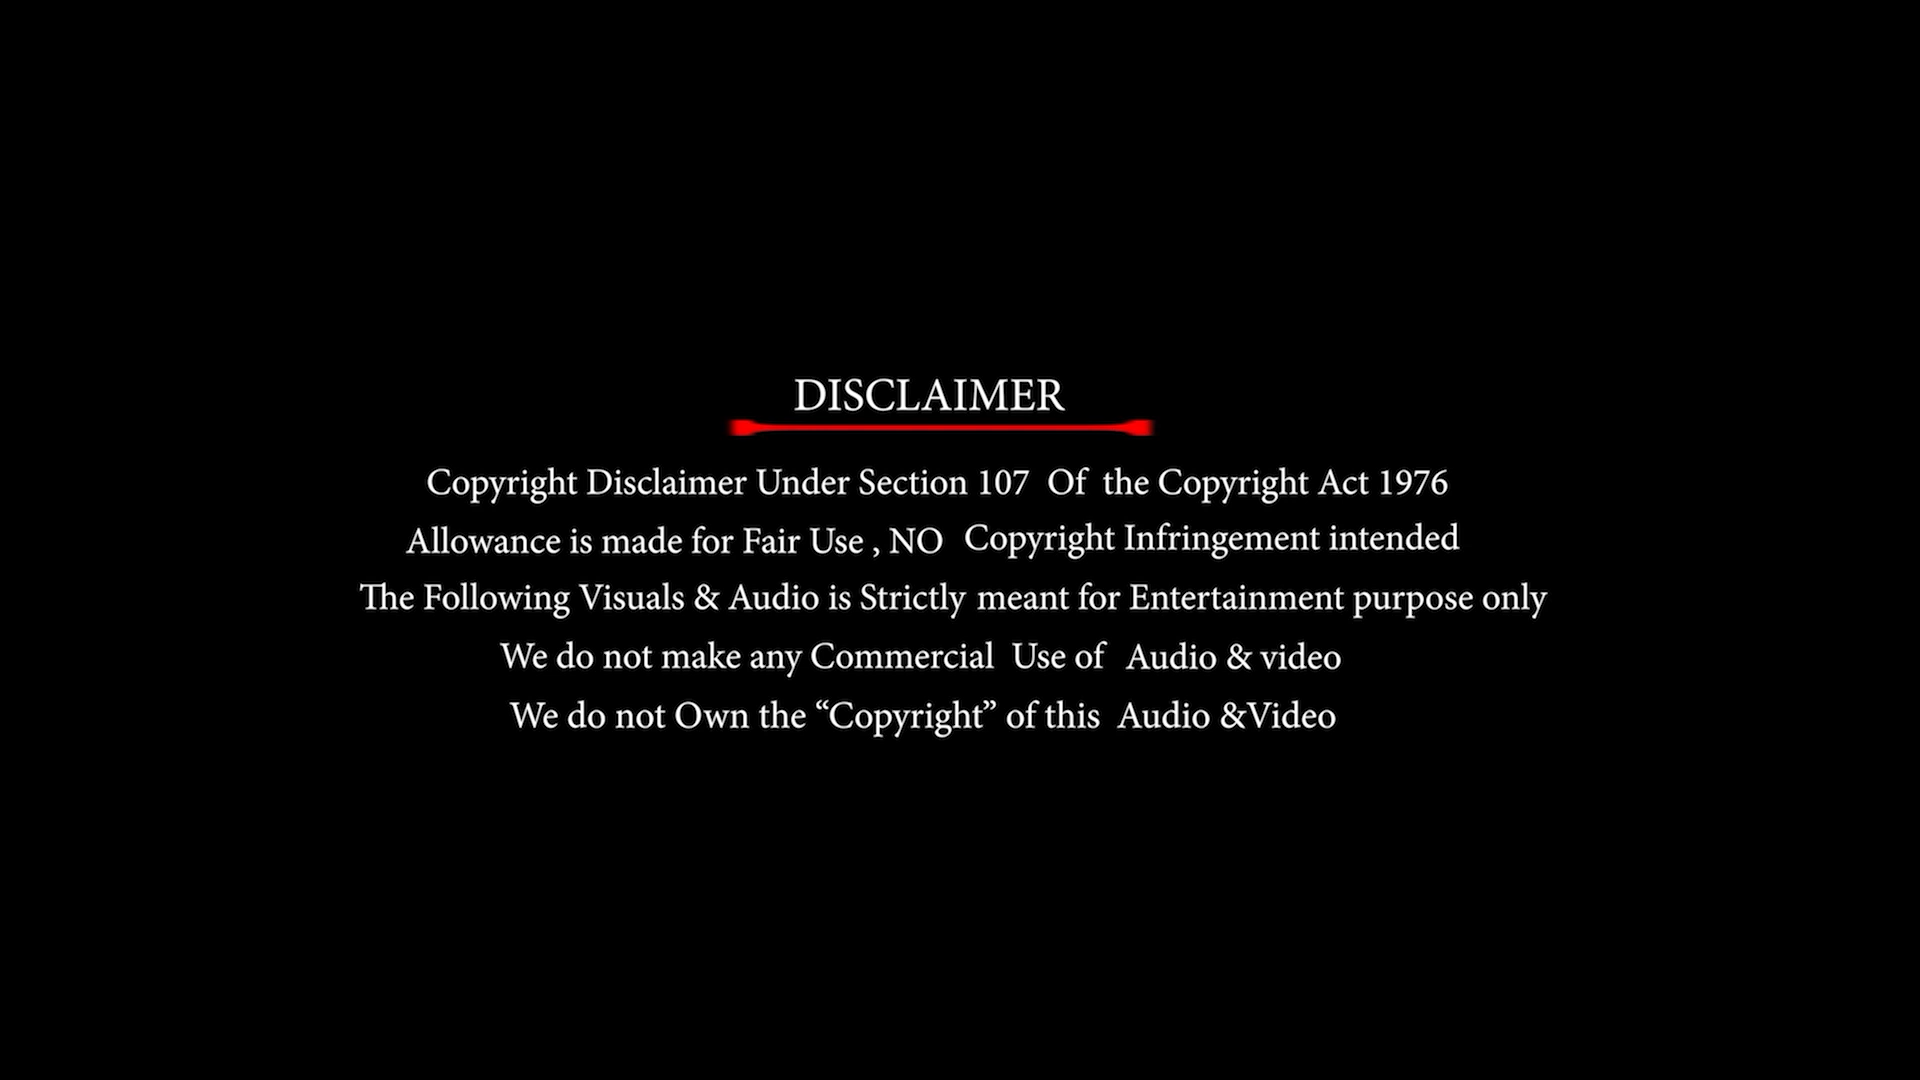 DISCLAIMER
Copyright Disclaimer Under Section 107 Of the Copyright Act 1976
Allowance is made for Fair Use , NO Copyright Infringement intended
The Following Visuals & Audio is Strictly meant for Entertainment purpose only
We do not make any Commercial Use of Audio & video
We do not Own the “Copyright” of this Audio &Video